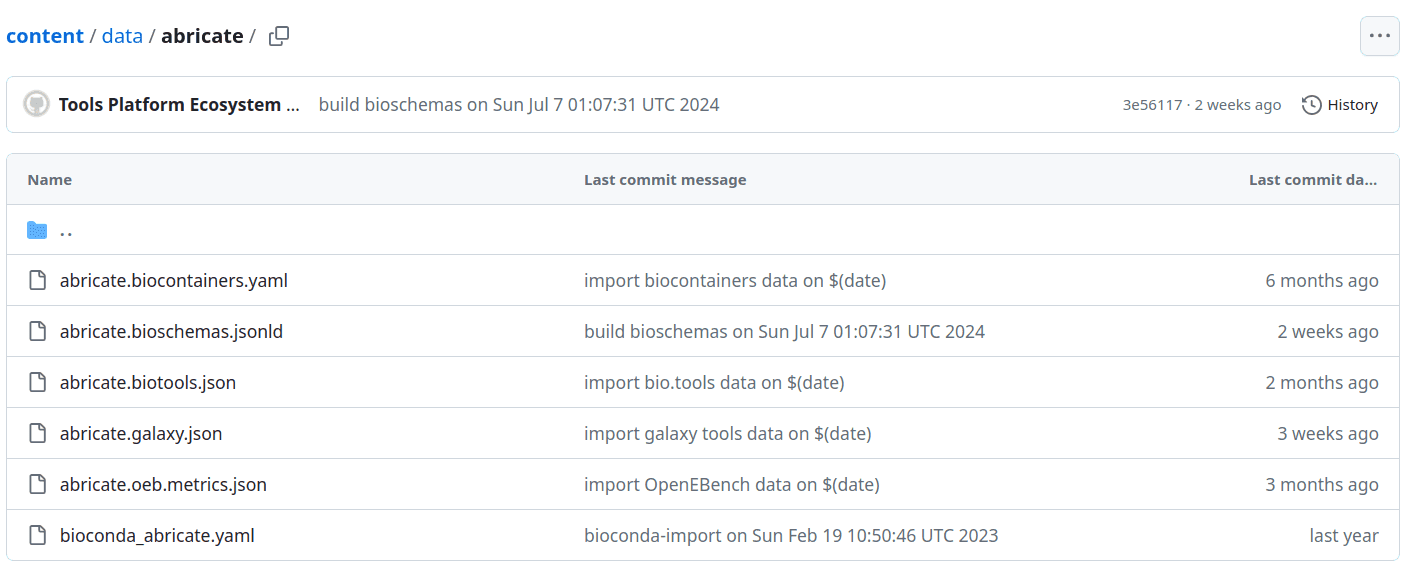 content / data / abricate /
Tools Platform Ecosystem ... build bioschemas on Sun Jul 7 01:07:31 UTC 2024 3e56117 · 2 weeks ago History
Name Last commit message Last commit da...
..
abricate.biocontainers.yaml import biocontainers data on $(date) 6 months ago
abricate.bioschemas.jsonld build bioschemas on Sun Jul 7 01:07:31 UTC 2024 2 weeks ago
abricate.biotools.json import bio.tools data on $(date) 2 months ago
abricate.galaxy.json import galaxy tools data on $(date) 3 weeks ago
abricate.oeb.metrics.json import OpenEBench data on $(date) 3 months ago
bioconda_abricate.yaml bioconda-import on Sun Feb 19 10:50:46 UTC 2023 last year